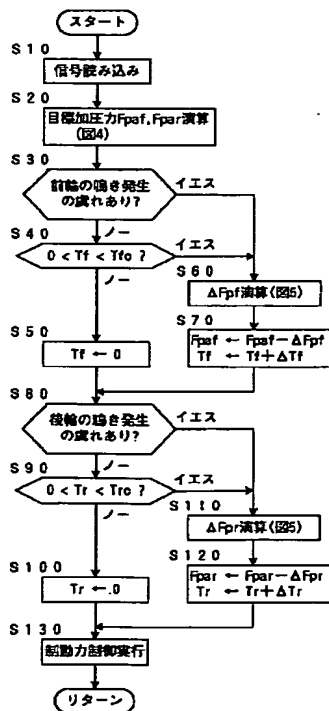 スタート
S10
信号読み込み
S20
目標加圧力Fpaf,Fpar演算
(図4)
S30
前輪の鳴き発生
の虞れあり?
イエス
ノー
S40
0 < Tf < Tfo ?
イエス
ノー
S60
ΔFpf演算(図5)
S70
Fpaf ← Fpaf-ΔFpf
Tf ← Tf+ΔTf
S50
Tf ← 0
S80
後輪の鳴き発生
の虞れあり?
イエス
ノー
S90
0 < Tr < Tro ?
イエス
ノー
S110
ΔFpr演算(図5)
S120
Fpar ← Fpar-ΔFpr
Tr ← Tr+ΔTr
S100
Tr ← 0
S130
制動力制御実行
リターン